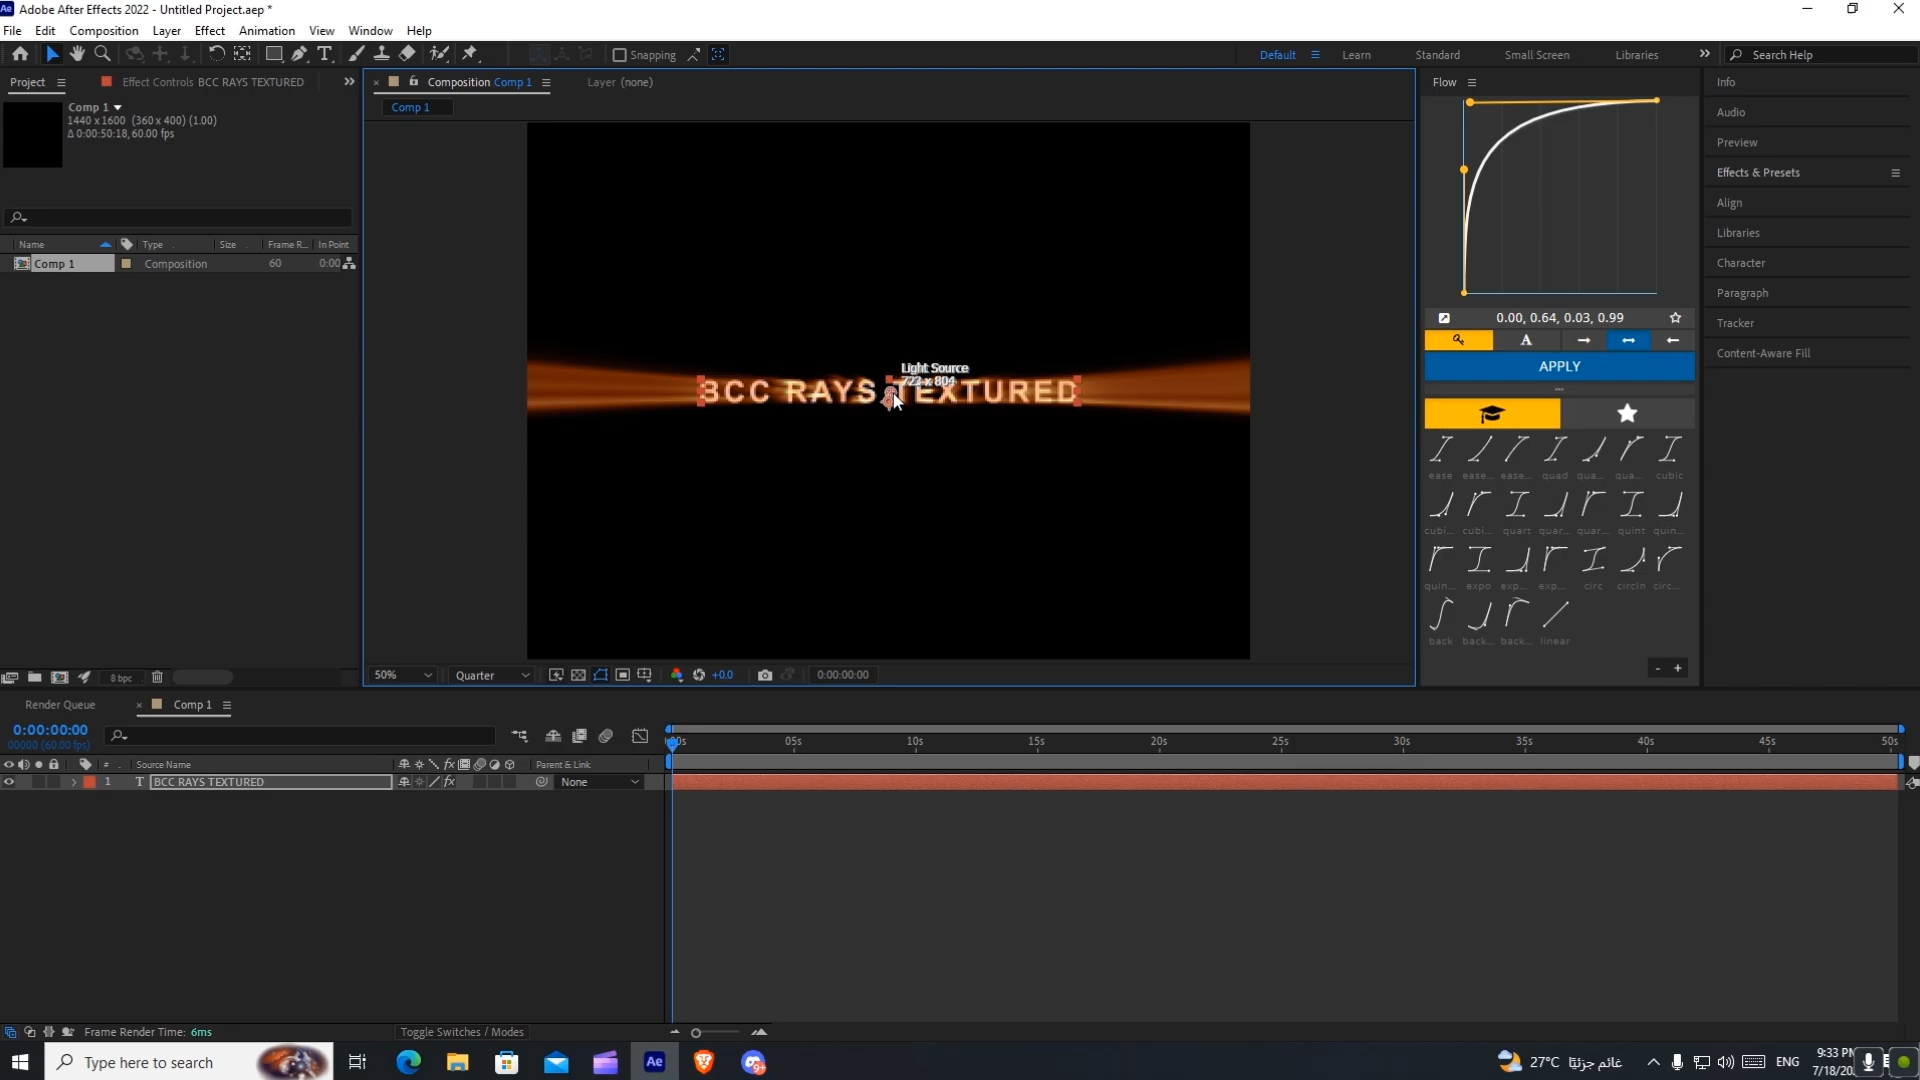 Ae Adobe After Effects 2022 - Untitled Project.aep *
File Edit Composition Layer Effect Animation View Window Help
Snapping
Default Learn Standard Small Screen Libraries Search Help
Project Effect Controls BCC RAYS TEXTURED
Composition Comp 1 Layer (none)
Comp 1
Comp 1
1440 x 1600 (360 x 400) (1.00)
Δ 0:00:50:18, 60.00 fps
Name Type Size Frame R... In Point
Comp 1 Composition 60 0:00
8 bpc
Light Source
723 x 804
BCC RAYS TEXTURED
50% Quarter +0.0 0:00:00:00
Flow
0.00, 0.64, 0.03, 0.99
A
APPLY
ease ease... ease... quad qua... qua... cubic
cubi... cubi... quart quar... quar... quint quin...
quin... expo exp... exp... circ circIn circ...
back back... back... linear
- +
Info
Audio
Preview
Effects & Presets
Align
Libraries
Character
Paragraph
Tracker
Content-Aware Fill
Render Queue Comp 1
0:00:00:00
00000 (60.00 fps)
05s 10s 15s 20s 25s 30s 35s 40s 45s 50s
# Source Name Parent & Link
1 T BCC RAYS TEXTURED None
Frame Render Time: 6ms
Toggle Switches / Modes
Type here to search
Ae
9+
27°C غائم جزئيًا
ENG
9:33 PM
7/18/20